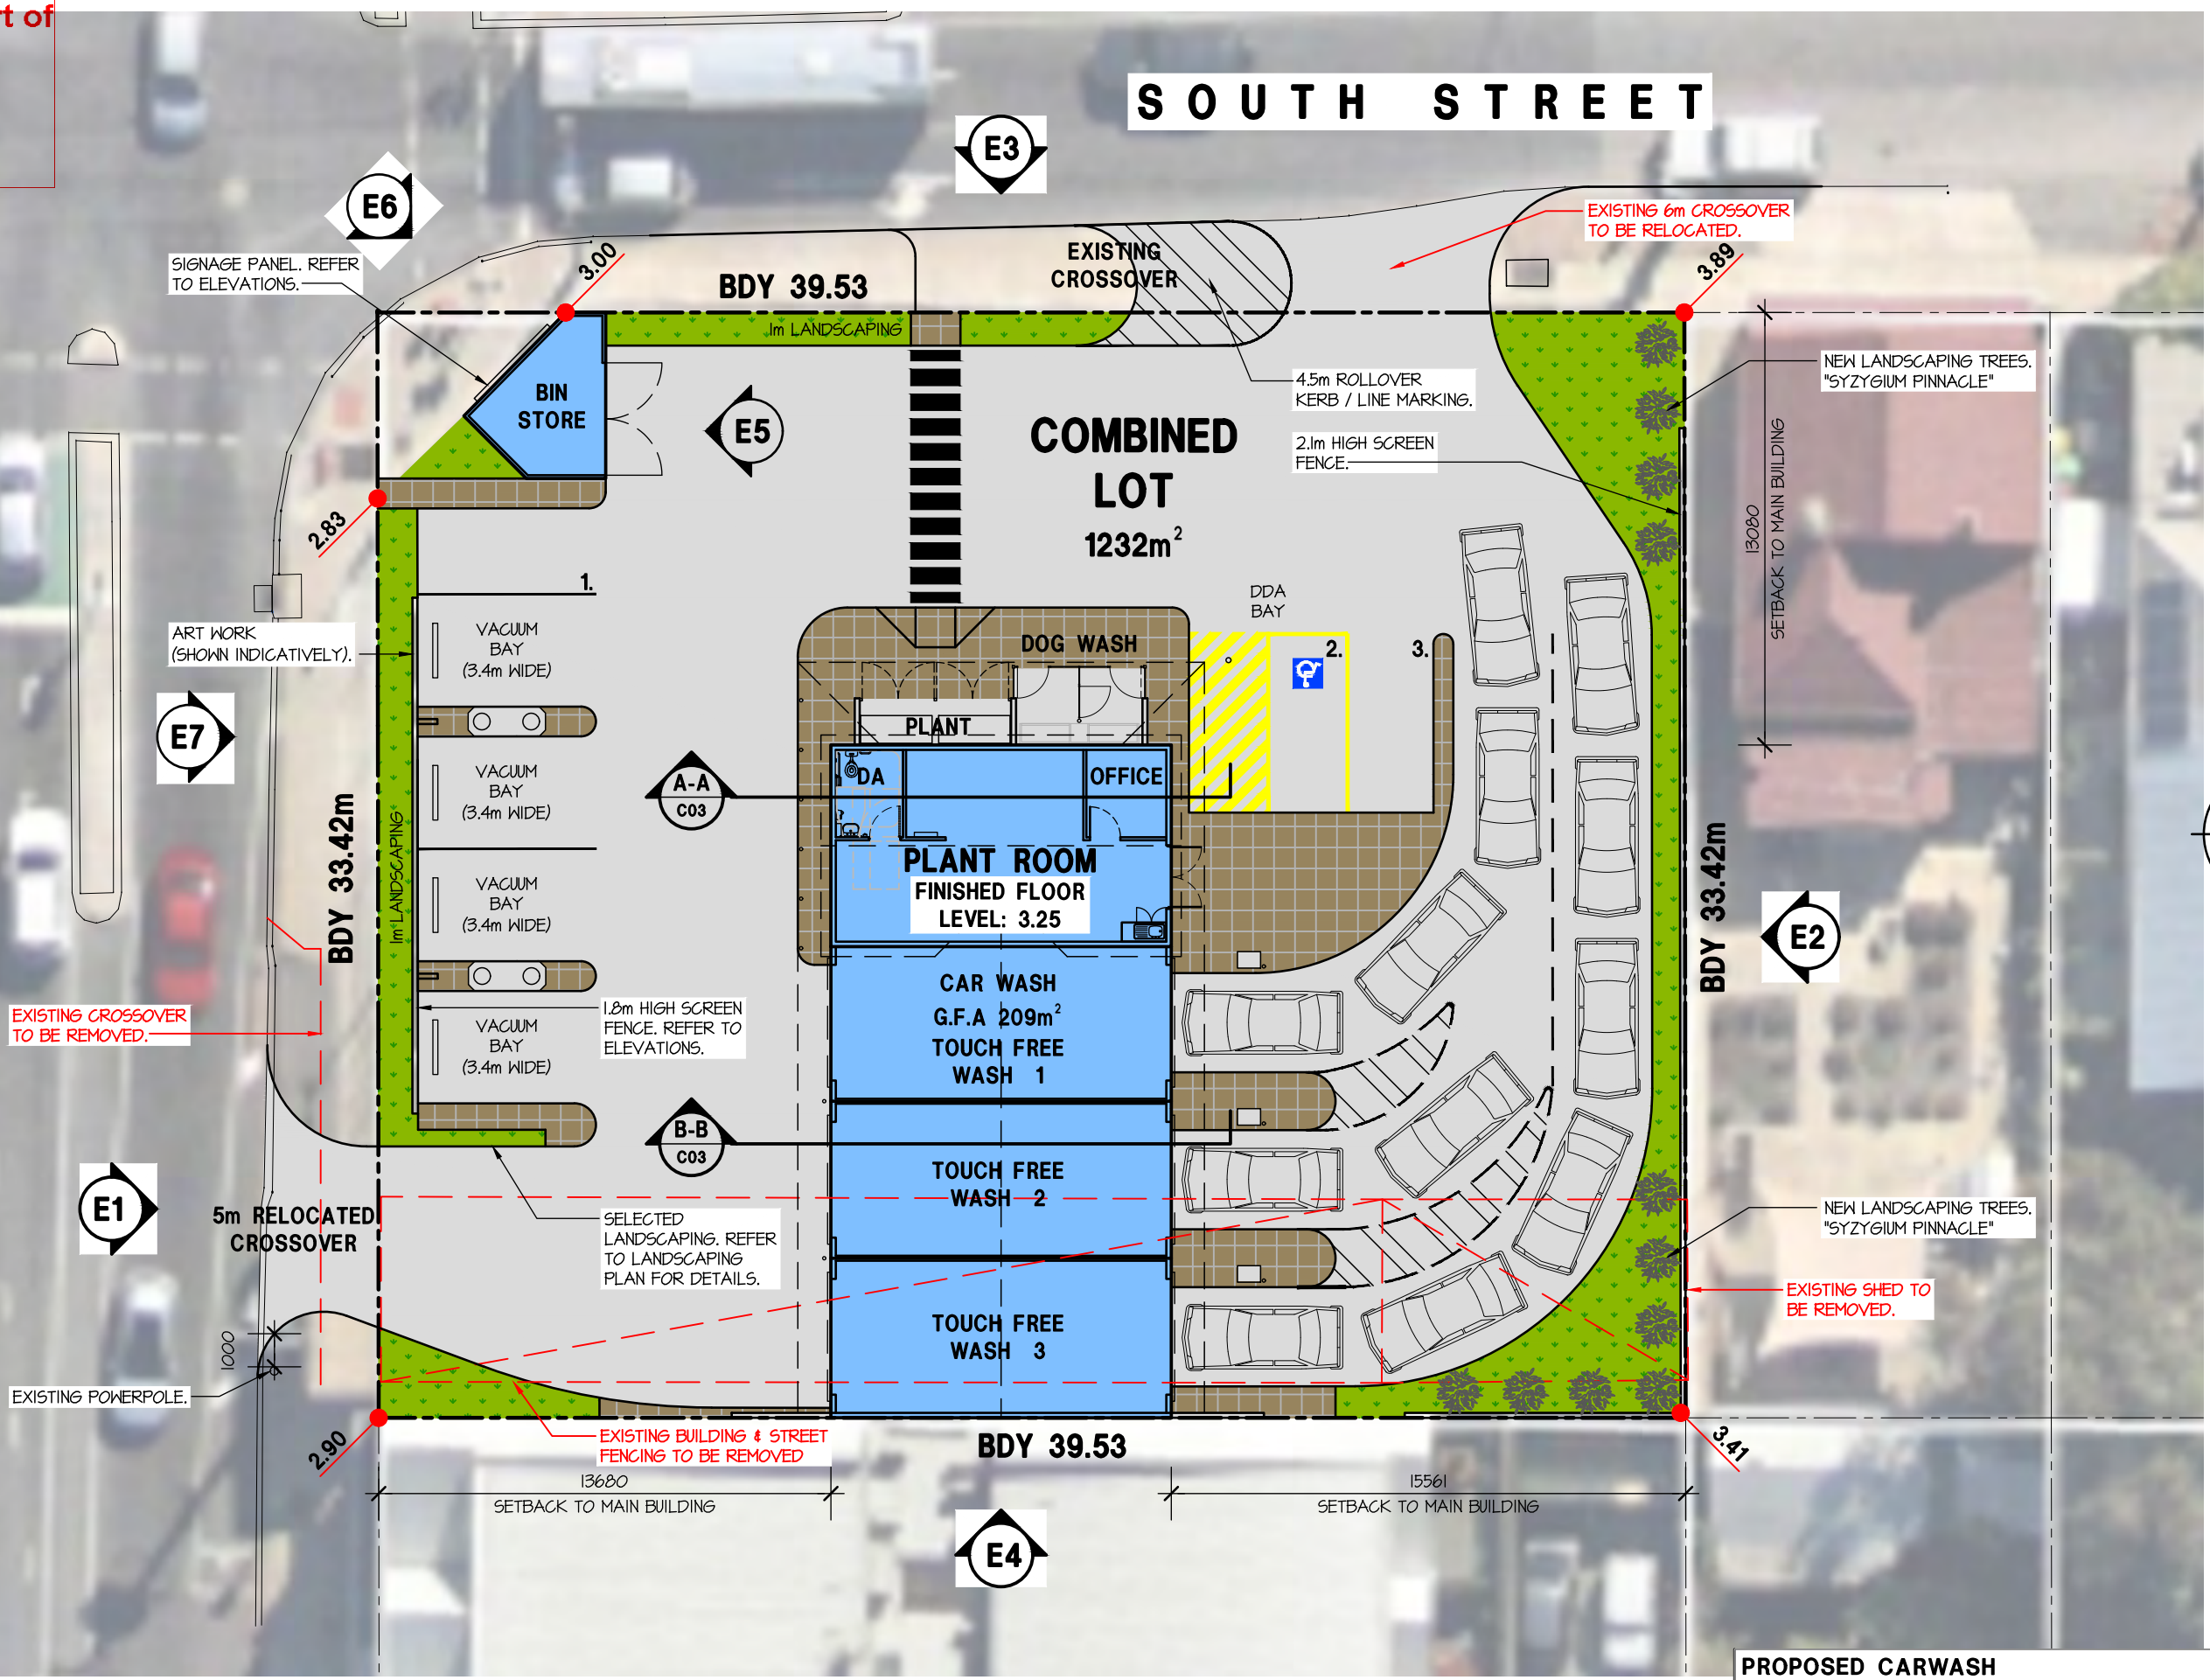 rt of
SOUTH STREET
E3
E6
EXISTING 6m CROSSOVER
TO BE RELOCATED.
SIGNAGE PANEL. REFER
TO ELEVATIONS.
3.00
BDY 39.53
EXISTING
CROSSOVER
3.89
1m LANDSCAPING
BIN
STORE
E5
COMBINED
LOT
1232m²
4.5m ROLLOVER
KERB / LINE MARKING.
2.1m HIGH SCREEN
FENCE.
NEW LANDSCAPING TREES.
"SYZYGIUM PINNACLE"
13080
SETBACK TO MAIN BUILDING
2.83
1.
ART WORK
(SHOWN INDICATIVELY).
VACUUM
BAY
(3.4m WIDE)
DOG WASH
DDA
BAY
2.
3.
E7
PLANT
VACUUM
BAY
(3.4m WIDE)
A-A
C03
DA
OFFICE
BDY 33.42m
1m LANDSCAPING
PLANT ROOM
FINISHED FLOOR
LEVEL: 3.25
VACUUM
BAY
(3.4m WIDE)
BDY 33.42m
E2
EXISTING CROSSOVER
TO BE REMOVED.
1.8m HIGH SCREEN
FENCE. REFER TO
ELEVATIONS.
VACUUM
BAY
(3.4m WIDE)
CAR WASH
G.F.A 209m²
TOUCH FREE
WASH 1
B-B
C03
E1
5m RELOCATED
CROSSOVER
SELECTED
LANDSCAPING. REFER
TO LANDSCAPING
PLAN FOR DETAILS.
TOUCH FREE
WASH 2
NEW LANDSCAPING TREES.
"SYZYGIUM PINNACLE"
EXISTING SHED TO
BE REMOVED.
TOUCH FREE
WASH 3
1000
EXISTING POWERPOLE.
2.90
EXISTING BUILDING & STREET
FENCING TO BE REMOVED
BDY 39.53
3.41
13680
SETBACK TO MAIN BUILDING
15561
SETBACK TO MAIN BUILDING
E4
PROPOSED CARWASH